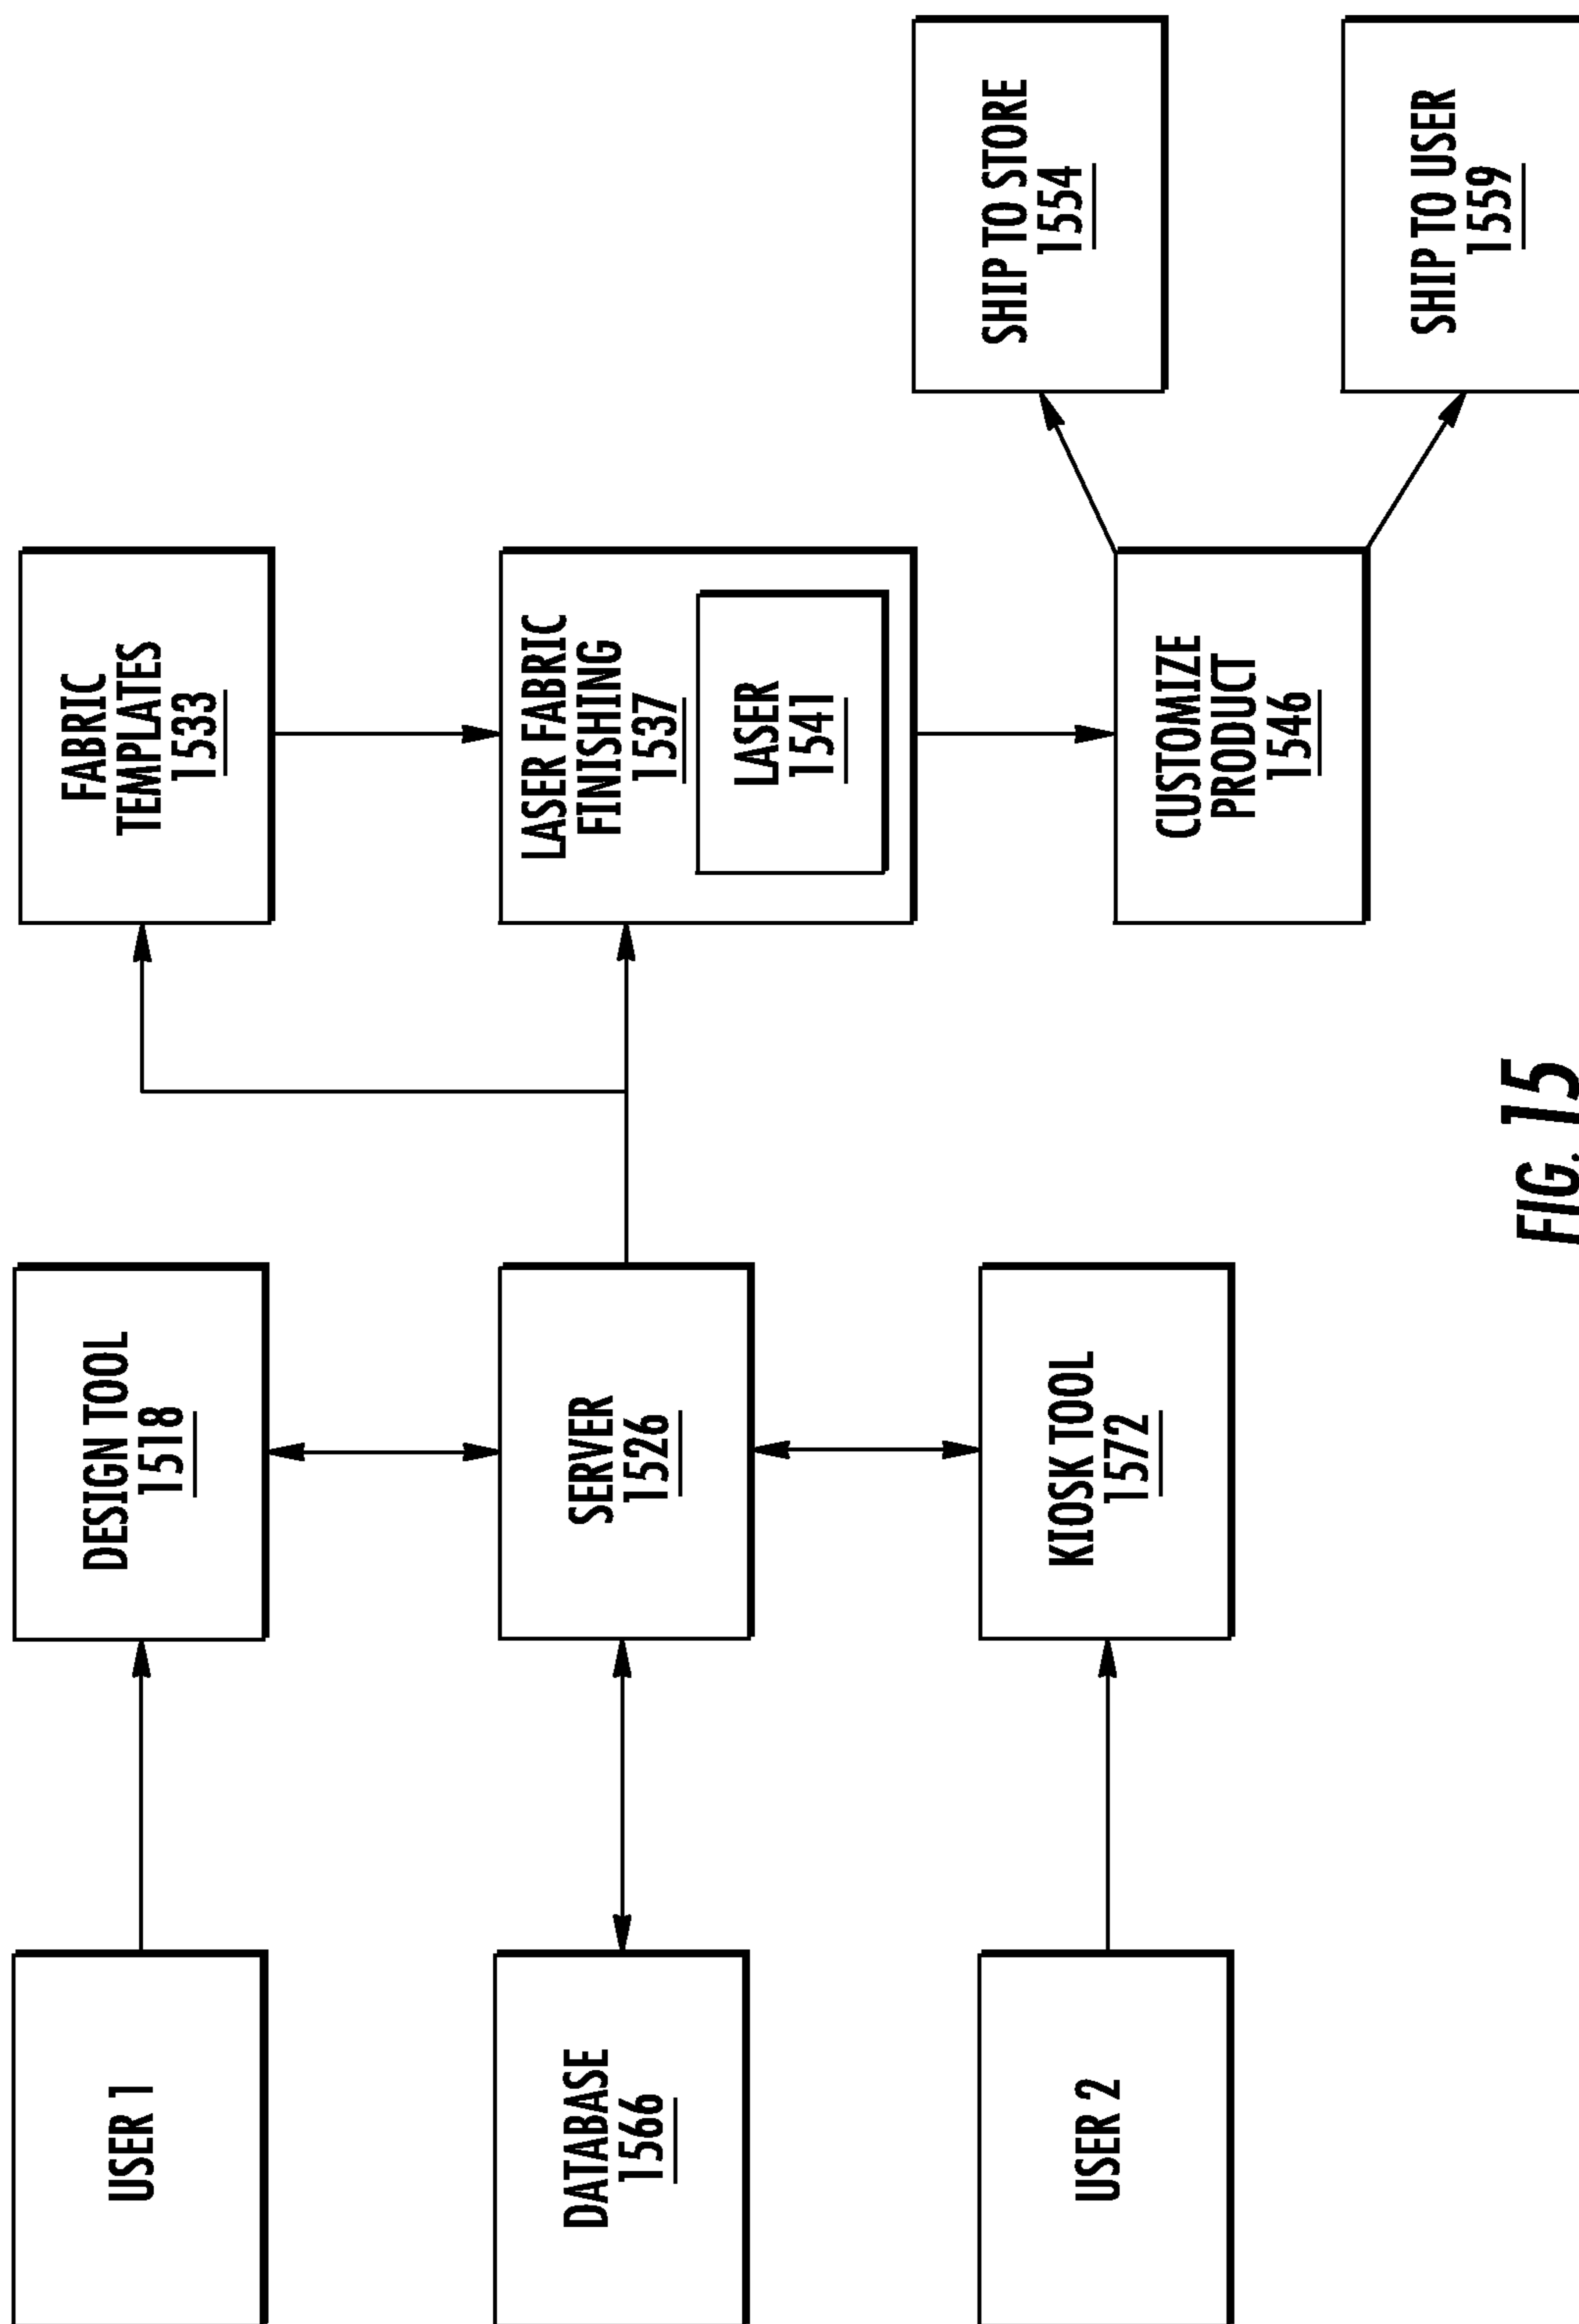 USER 1
DESIGN TOOL
1518
FABRIC
TEMPLATES
1533
DATABASE
1566
SERVER
1526
LASER FABRIC
FINISHING
1537
LASER
1541
USER 2
KIOSK TOOL
1572
CUSTOMIZE
PRODUCT
1546
SHIP TO STORE
1554
SHIP TO USER
1559
FIG. 15